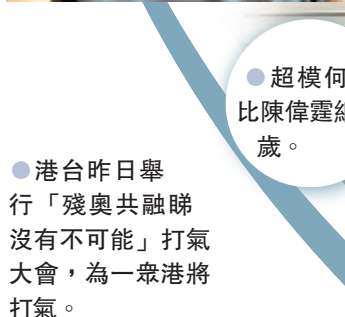 ●超模何
比陳偉霆
歲。
●港台昨日舉
行「殘奧共融睇
沒有不可能」打氣
大會，為一眾港將
打氣。